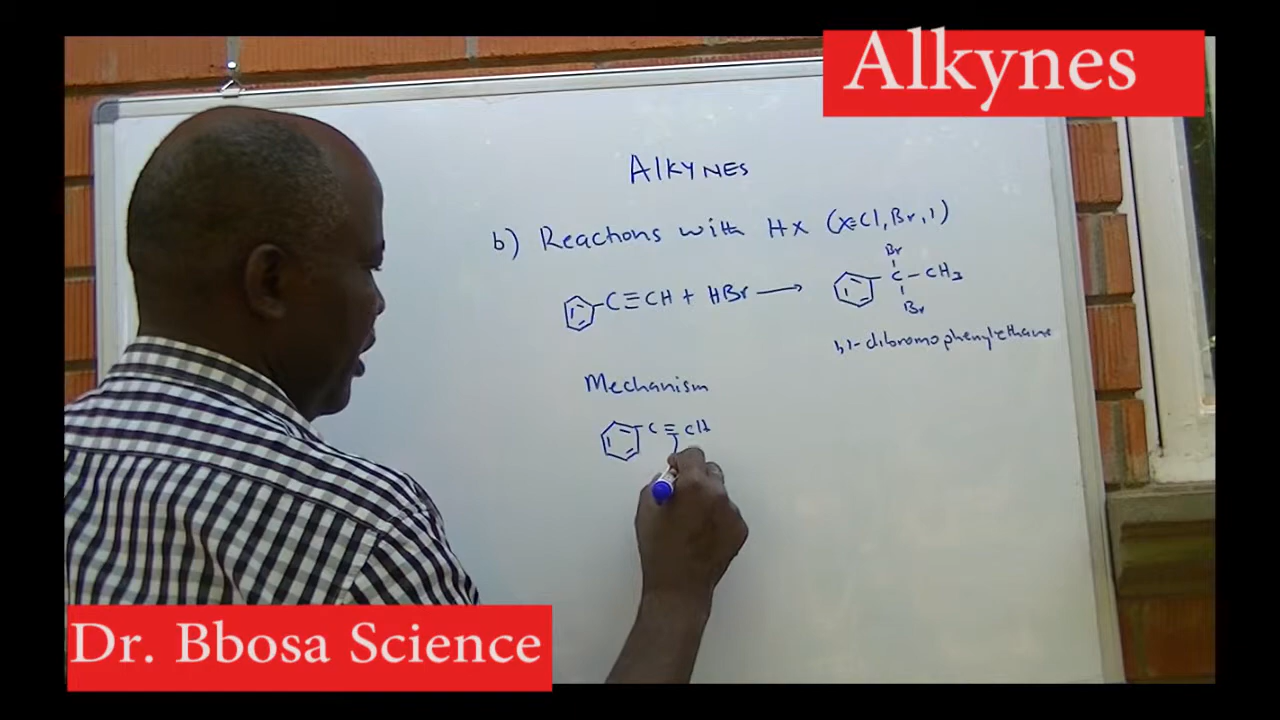 Alkynes
ALKYNES
b) Reactions with HX (X=Cl, Br, I)
C≡CH + HBr ⟶
Br
C – CH3
Br
1,1-dibromophenylethane
Mechanism
C ≡ CH
Dr. Bbosa Science